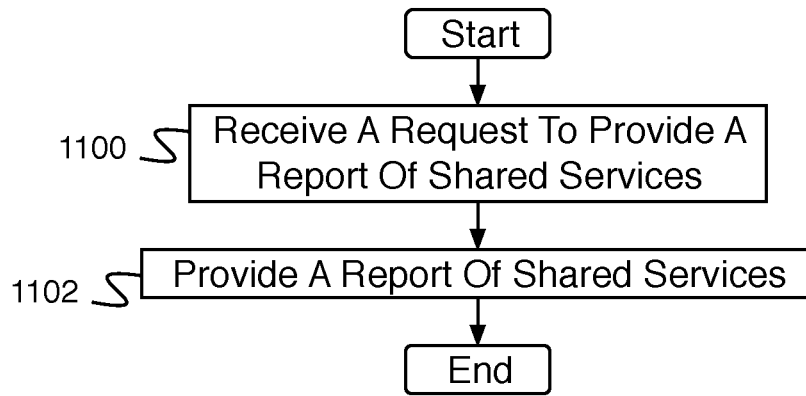 Start
1100
Receive A Request To Provide A
Report Of Shared Services
1102
Provide A Report Of Shared Services
End